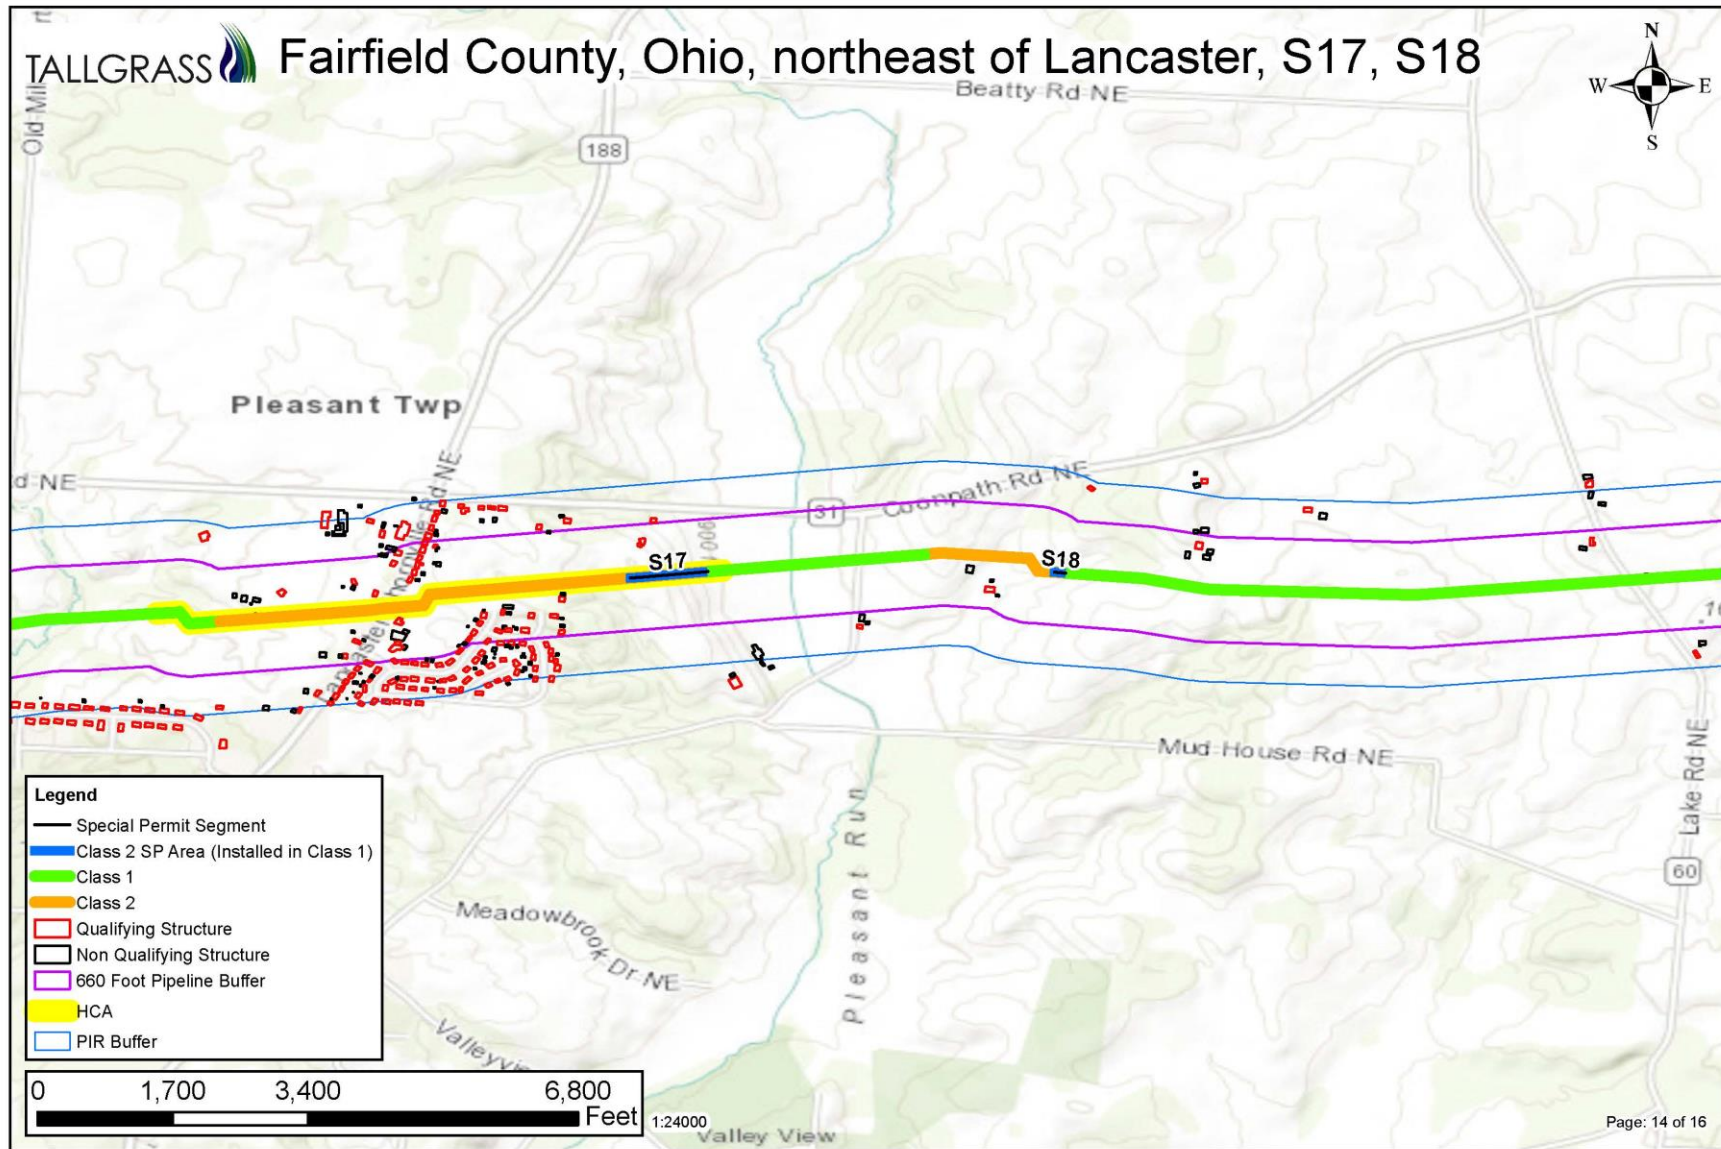 TALLGRASS
Fairfield County, Ohio, northeast of Lancaster, S17, S18
N
W E
S
Beatty Rd NE
188
Pleasant Twp
d NE
31
Coonpath Rd NE
900
S17
S18
Mud House Rd NE
Lake Rd NE
60
Pleasant Run
Meadowbrook Dr NE
Valley View
Legend
Special Permit Segment
Class 2 SP Area (Installed in Class 1)
Class 1
Class 2
Qualifying Structure
Non Qualifying Structure
660 Foot Pipeline Buffer
HCA
PIR Buffer
0 1,700 3,400 6,800
Feet
1:24000
Page: 14 of 16